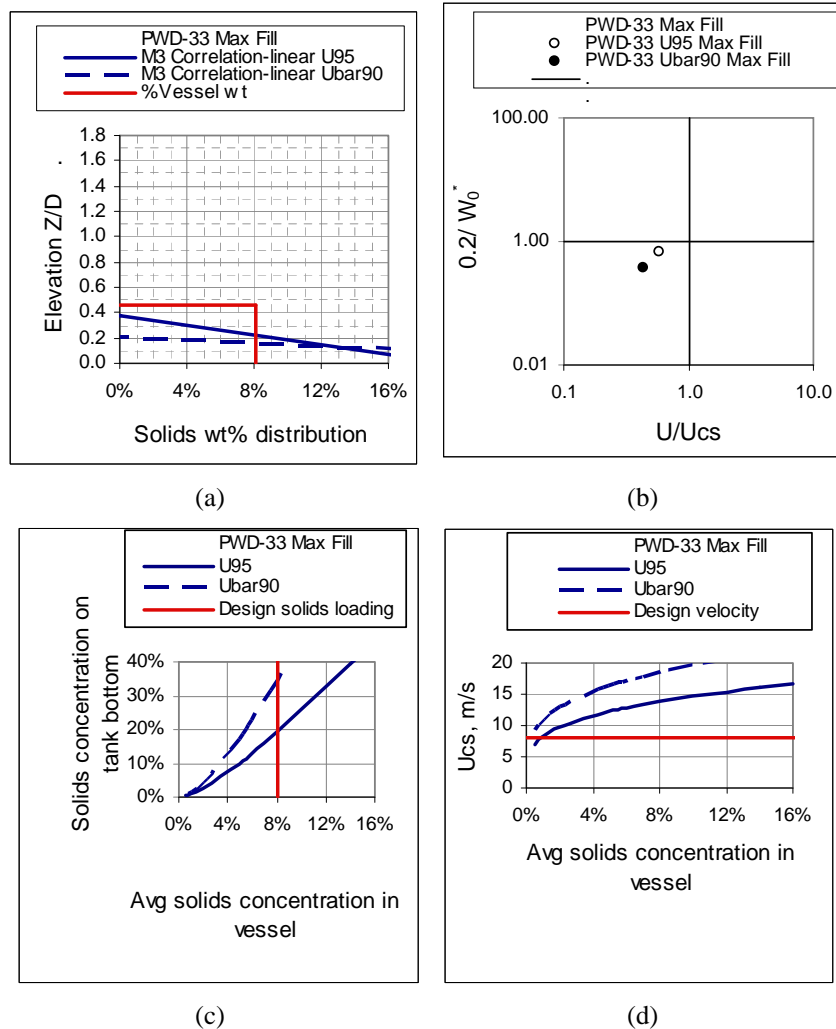 PWD-33 Max Fill
M3 Correlation-linear U95
M3 Correlation-linear Ubar90
%Vessel wt
Elevation Z/D
1.8
1.6
1.4
1.2
1.0
0.8
0.6
0.4
0.2
0.0
0% 4% 8% 12% 16%
Solids wt% distribution
(a)
PWD-33 Max Fill
PWD-33 U95 Max Fill
PWD-33 Ubar90 Max Fill
0.2/ W0*
100.00
1.00
0.01
0.1 1.0 10.0
U/Ucs
(b)
PWD-33 Max Fill
U95
Ubar90
Design solids loading
Solids concentration on
tank bottom
40%
30%
20%
10%
0%
0% 4% 8% 12% 16%
Avg solids concentration in
vessel
(c)
PWD-33 Max Fill
U95
Ubar90
Design velocity
Ucs, m/s
20
15
10
5
0
0% 4% 8% 12% 16%
Avg solids concentration in
vessel
(d)